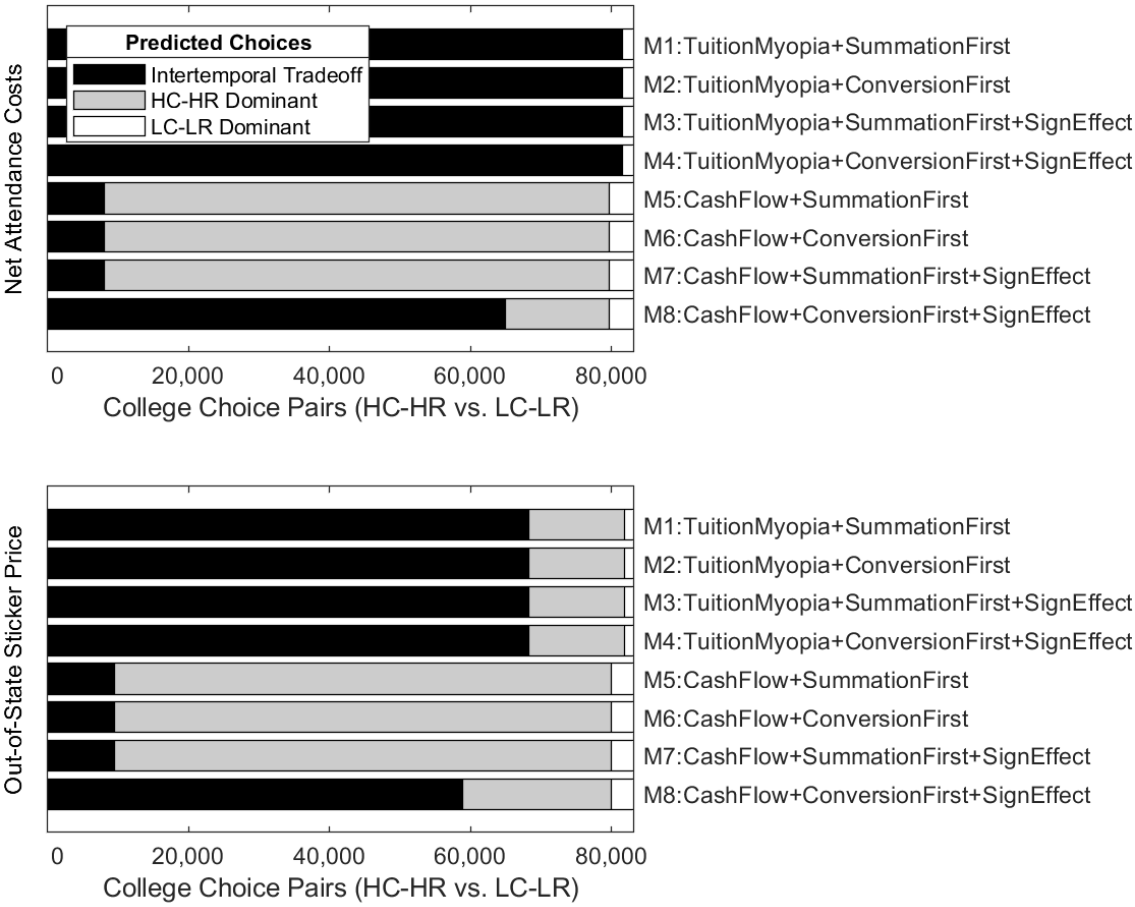 Predicted Choices
Intertemporal Tradeoff
HC-HR Dominant
LC-LR Dominant
Net Attendance Costs
M1:TuitionMyopia+SummationFirst
M2:TuitionMyopia+ConversionFirst
M3:TuitionMyopia+SummationFirst+SignEffect
M4:TuitionMyopia+ConversionFirst+SignEffect
M5:CashFlow+SummationFirst
M6:CashFlow+ConversionFirst
M7:CashFlow+SummationFirst+SignEffect
M8:CashFlow+ConversionFirst+SignEffect
0 20,000 40,000 60,000 80,000
College Choice Pairs (HC-HR vs. LC-LR)
Out-of-State Sticker Price
M1:TuitionMyopia+SummationFirst
M2:TuitionMyopia+ConversionFirst
M3:TuitionMyopia+SummationFirst+SignEffect
M4:TuitionMyopia+ConversionFirst+SignEffect
M5:CashFlow+SummationFirst
M6:CashFlow+ConversionFirst
M7:CashFlow+SummationFirst+SignEffect
M8:CashFlow+ConversionFirst+SignEffect
0 20,000 40,000 60,000 80,000
College Choice Pairs (HC-HR vs. LC-LR)